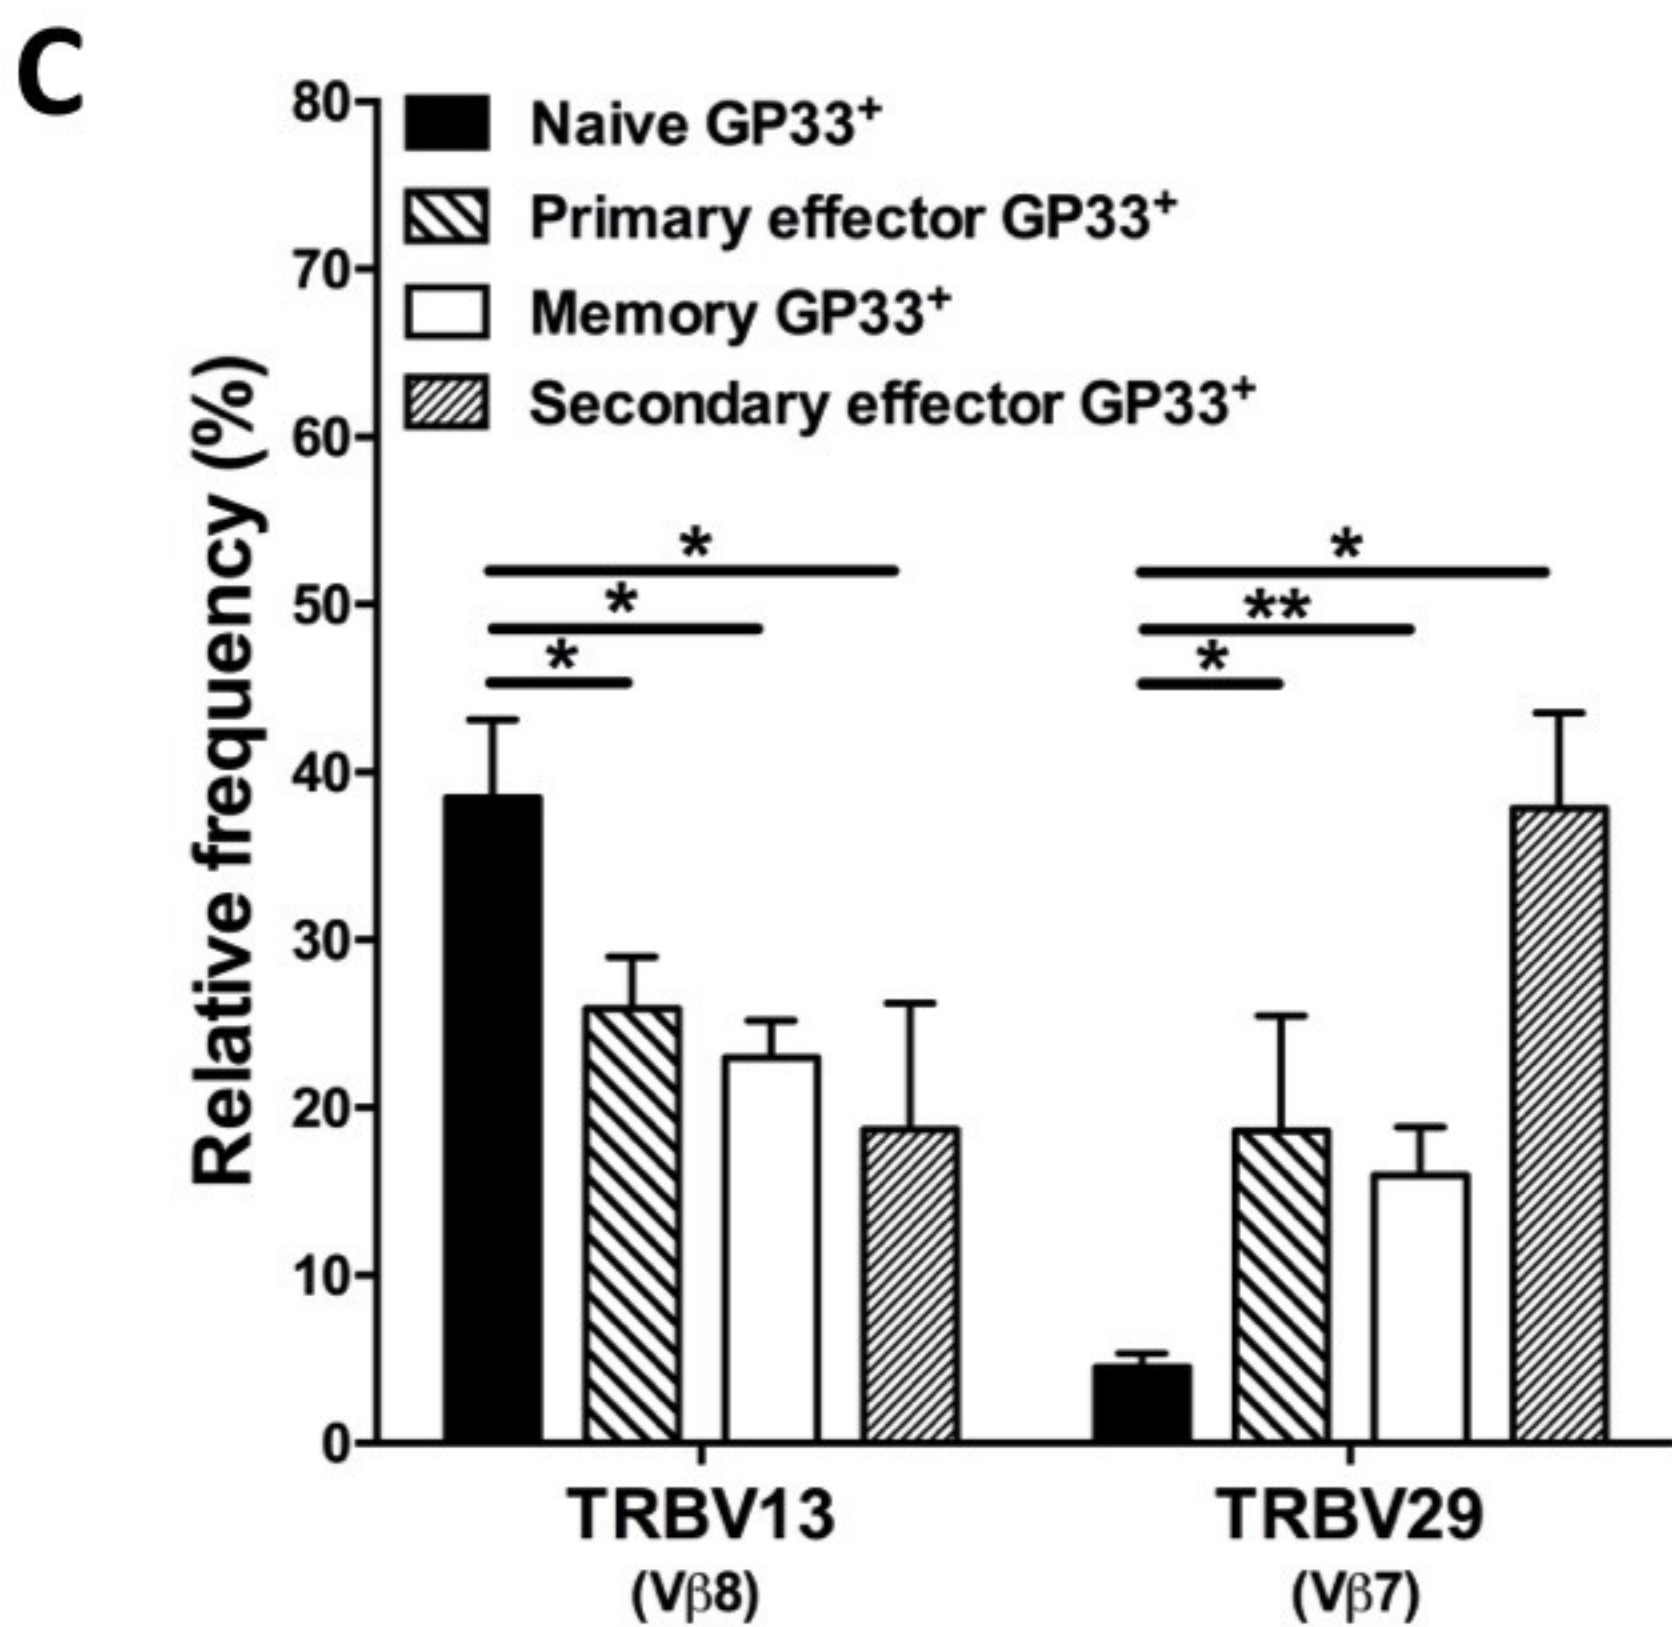 C
80
70
60
50
40
30
20
10
0
Relative frequency (%)
Naive GP33⁺
Primary effector GP33⁺
Memory GP33⁺
Secondary effector GP33⁺
*
*
*
*
**
*
TRBV13
(Vβ8)
TRBV29
(Vβ7)